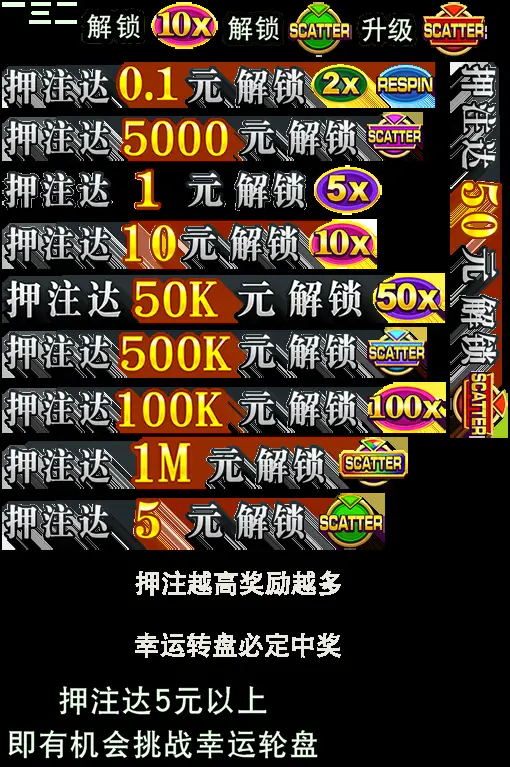 一三二
解锁 10x 解锁 SCATTER 升级 SCATTER
押注达 0.1 元 解锁 2x RESPIN
押注达 5000 元 解锁 SCATTER
押注达 1 元 解锁 5x
押注达 10 元 解锁 10x
押注达 50K 元 解锁 50x
押注达 500K 元 解锁 SCATTER
押注达 100K 元 解锁 100x
押注达 1M 元 解锁 SCATTER
押注达 5 元 解锁 SCATTER
押注达 50 元 解锁 SCATTER
押注越高奖励越多
幸运转盘必定中奖
押注达5元以上
即有机会挑战幸运轮盘